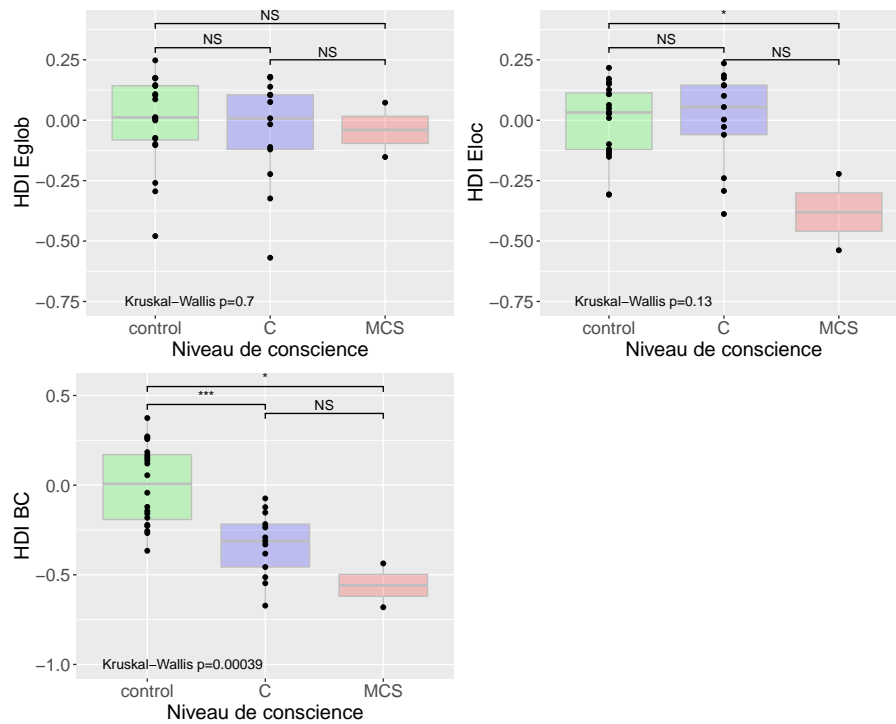 NS
NS
NS
0.25
0.00
−0.25
−0.50
−0.75
HDI Eglob
Kruskal−Wallis p=0.7
control C MCS
Niveau de conscience
*
NS
NS
0.25
0.00
−0.25
−0.50
−0.75
HDI Eloc
Kruskal−Wallis p=0.13
control C MCS
Niveau de conscience
*
***
NS
0.5
0.0
−0.5
−1.0
HDI BC
Kruskal−Wallis p=0.00039
control C MCS
Niveau de conscience